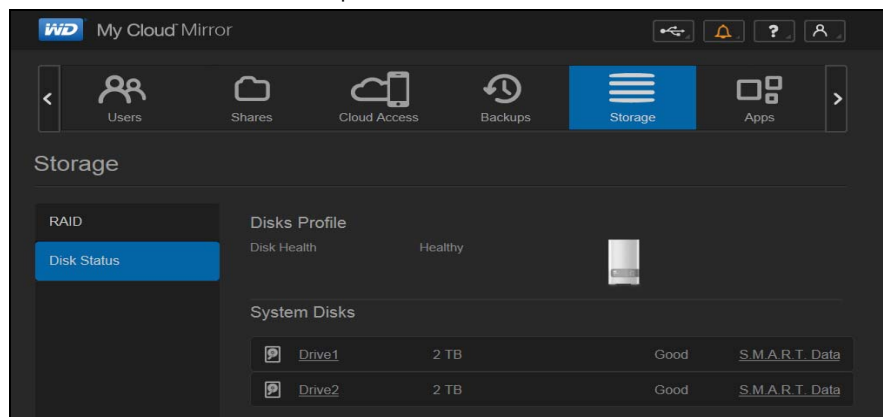 WD My Cloud™ Mirror
?
Users Shares Cloud Access Backups Storage Apps
Storage
RAID
Disk Status
Disks Profile
Disk Health Healthy
System Disks
Drive1 2 TB Good S.M.A.R.T. Data
Drive2 2 TB Good S.M.A.R.T. Data